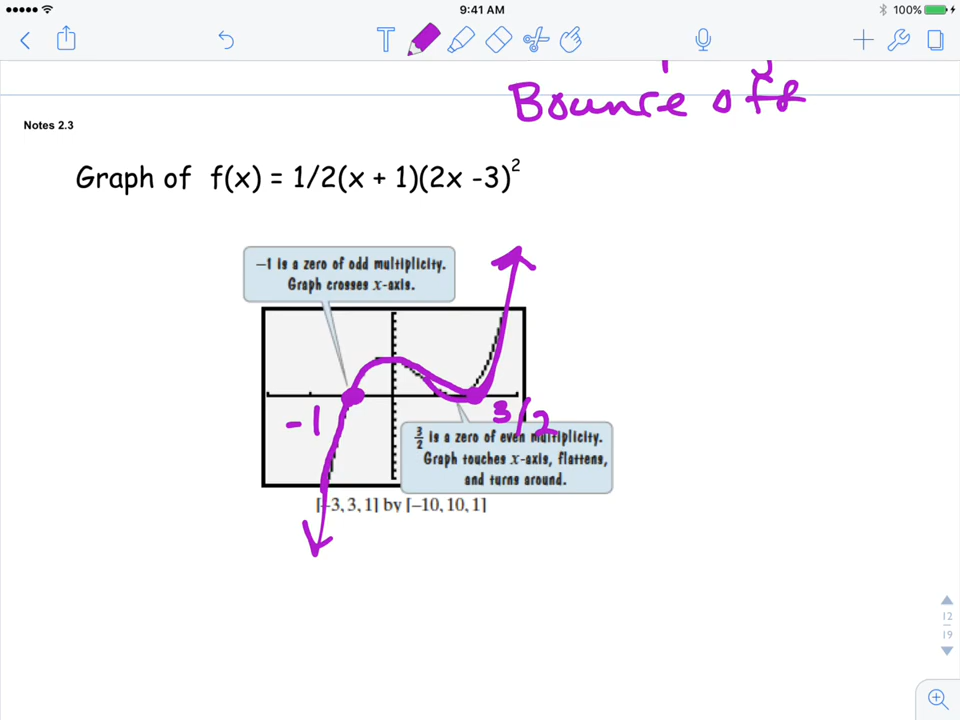 9:41 AM
100%
T
Bounce off
Notes 2.3
Graph of f(x) = 1/2(x + 1)(2x -3)²
−1 is a zero of odd multiplicity.
Graph crosses x-axis.
-1
3/2
3/2 is a zero of even multiplicity.
Graph touches x-axis, flattens,
and turns around.
[−3, 3, 1] by [−10, 10, 1]
12
19